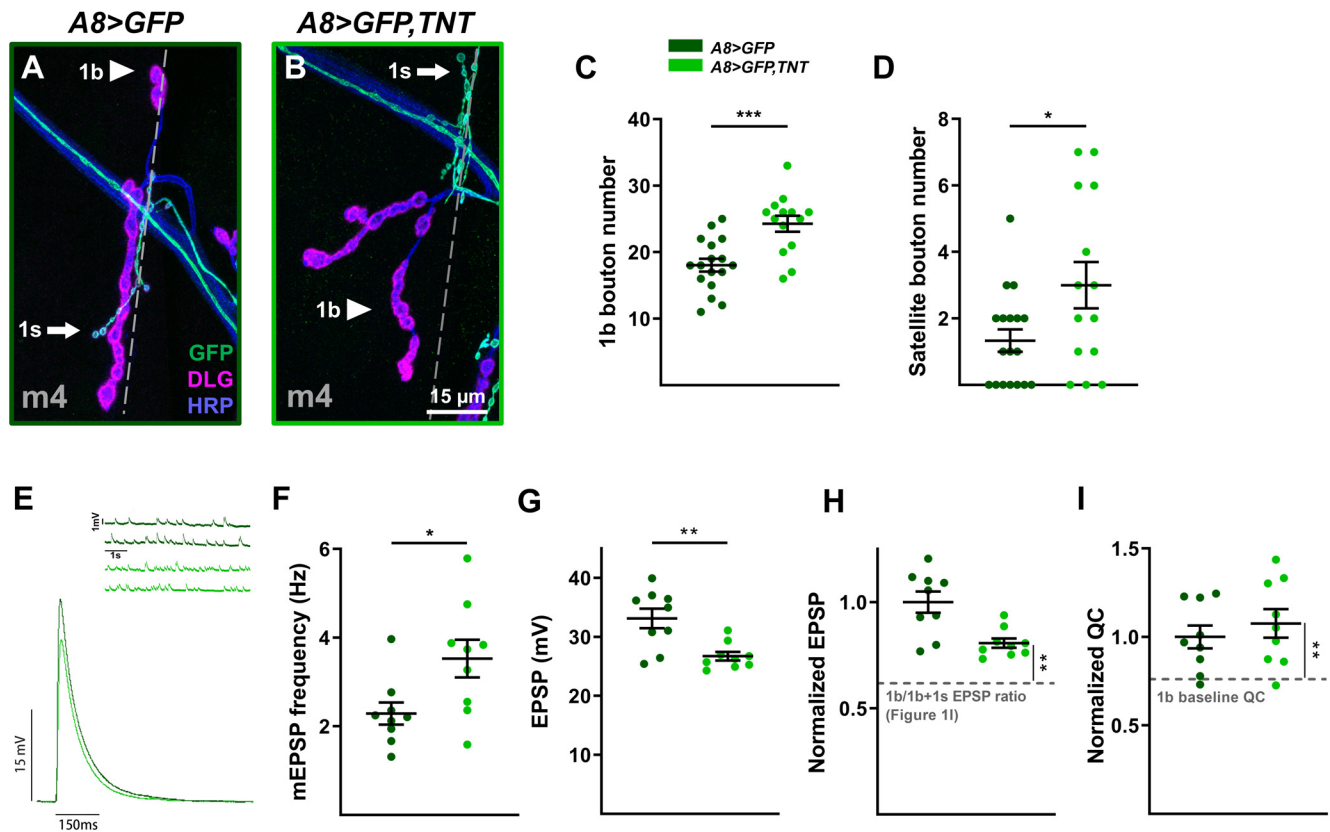 A8>GFP
A8>GFP,TNT
A
1b
1s
GFP
DLG
HRP
m4
B
1s
1b
m4
15 µm
A8>GFP
A8>GFP,TNT
C
1b bouton number
40
30
20
10
***
D
Satellite bouton number
8
6
4
2
*
E
1mV
1s
15 mV
150ms
F
mEPSP frequency (Hz)
6
4
2
*
G
EPSP (mV)
40
30
20
10
**
H
Normalized EPSP
1.0
0.5
**
1b/1b+1s EPSP ratio
(Figure 1I)
I
Normalized QC
1.5
1.0
0.5
**
1b baseline QC